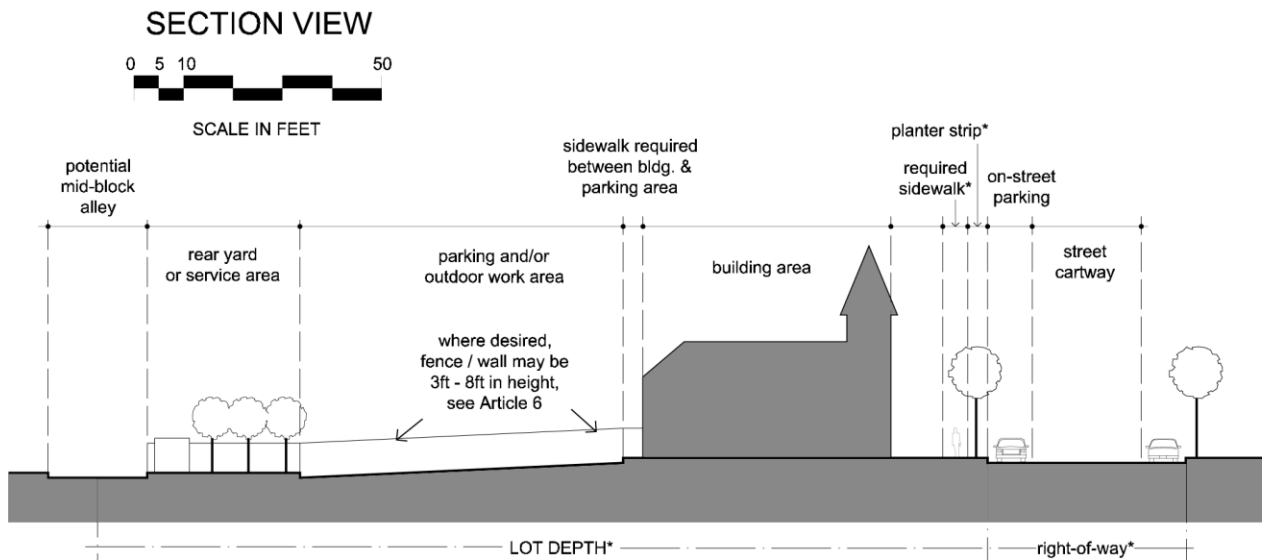 SECTION VIEW
0 5 10 50
SCALE IN FEET
potential
mid-block
alley
sidewalk required
between bldg. &
parking area
planter strip*
required
sidewalk*
on-street
parking
rear yard
or service area
parking and/or
outdoor work area
building area
street
cartway
where desired,
fence / wall may be
3ft - 8ft in height,
see Article 6
LOT DEPTH*
right-of-way*